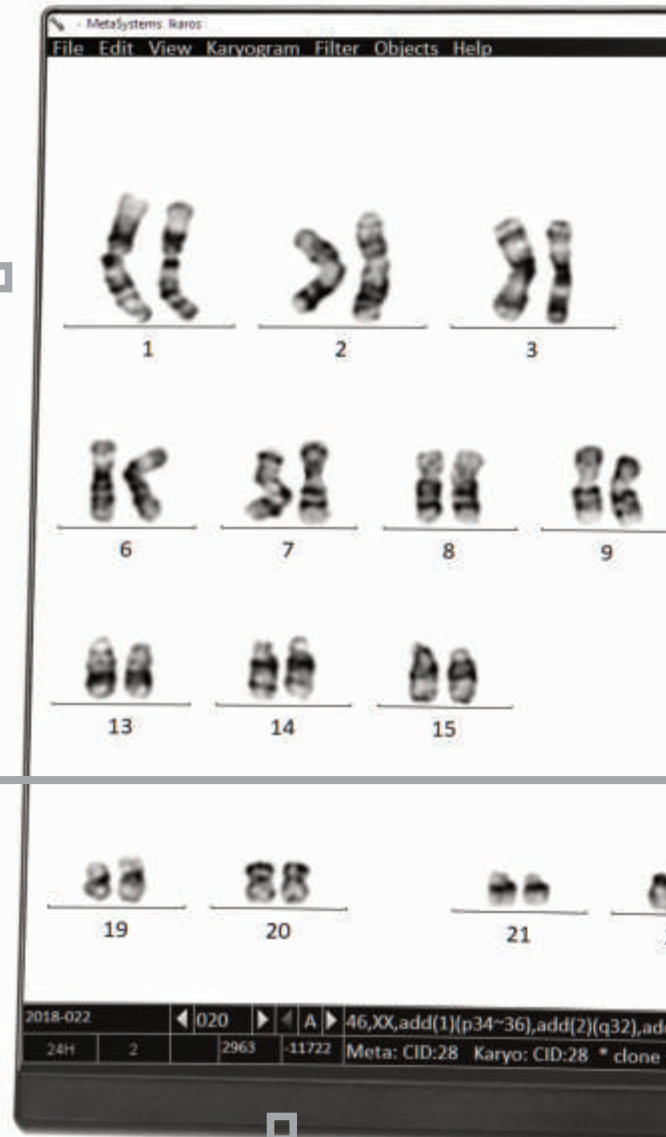 - MetaSystems Ikaros
File Edit View Karyogram Filter Objects Help
1 2 3
6 7 8 9
13 14 15
19 20 21
2018-022 020 A 46,XX,add(1)(p34~36),add(2)(q32),ad
24H 2 2963 -11722 Meta: CID:28 Karyo: CID:28 * clone